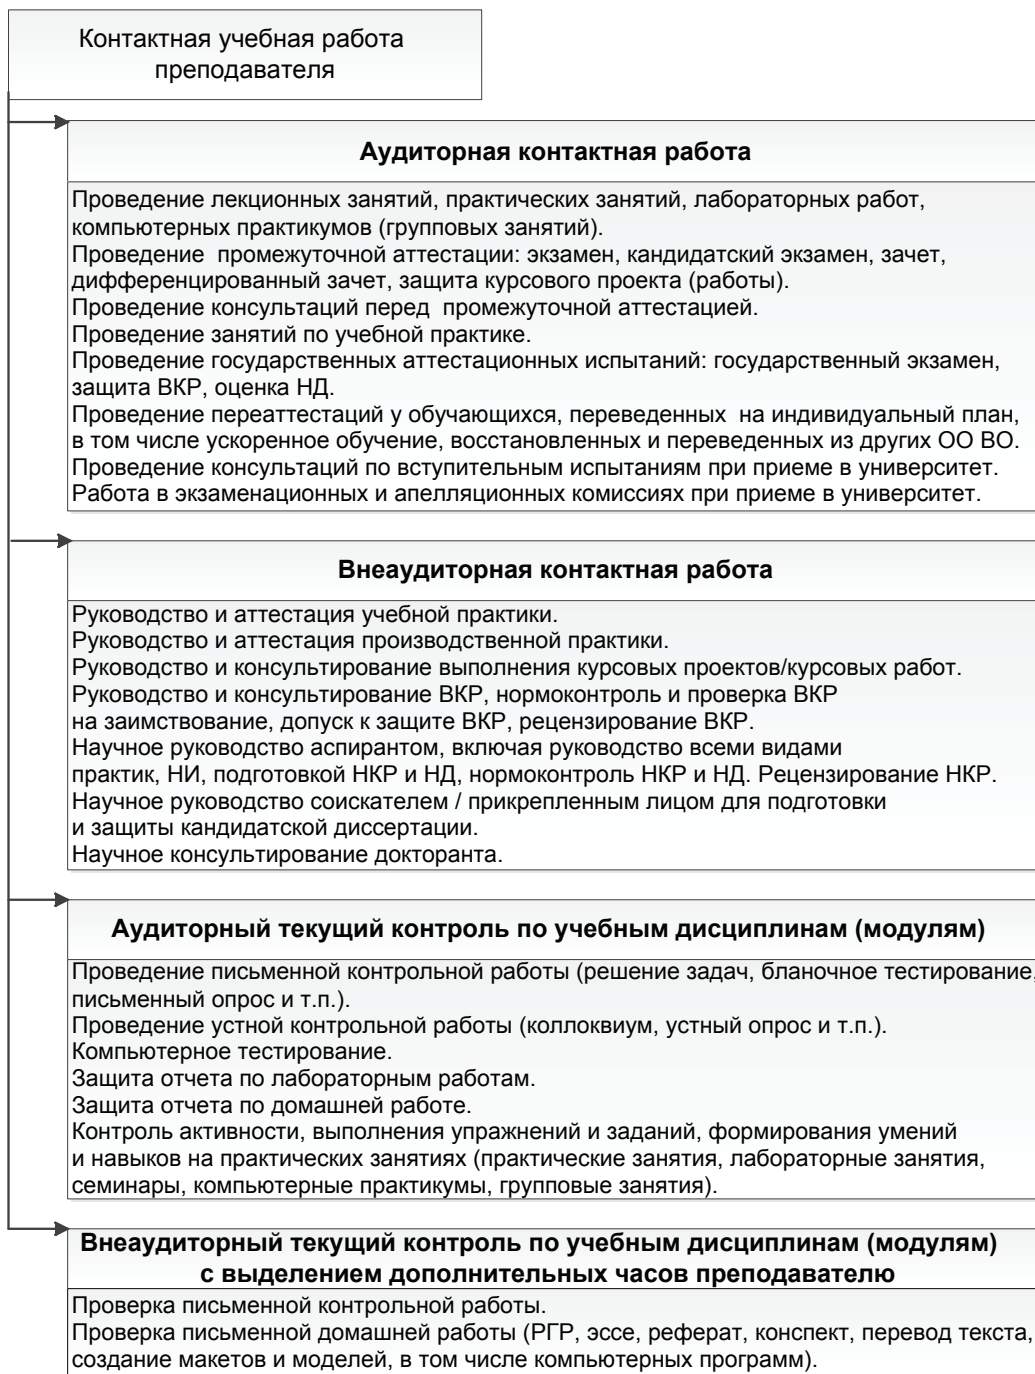 Контактная учебная работа
преподавателя
Аудиторная контактная работа
Проведение лекционных занятий, практических занятий, лабораторных работ,
компьютерных практикумов (групповых занятий).
Проведение промежуточной аттестации: экзамен, кандидатский экзамен, зачет,
дифференцированный зачет, защита курсового проекта (работы).
Проведение консультаций перед промежуточной аттестацией.
Проведение занятий по учебной практике.
Проведение государственных аттестационных испытаний: государственный экзамен,
защита ВКР, оценка НД.
Проведение переаттестаций у обучающихся, переведенных на индивидуальный план,
в том числе ускоренное обучение, восстановленных и переведенных из других ОО ВО.
Проведение консультаций по вступительным испытаниям при приеме в университет.
Работа в экзаменационных и апелляционных комиссиях при приеме в университет.
Внеаудиторная контактная работа
Руководство и аттестация учебной практики.
Руководство и аттестация производственной практики.
Руководство и консультирование выполнения курсовых проектов/курсовых работ.
Руководство и консультирование ВКР, нормоконтроль и проверка ВКР
на заимствование, допуск к защите ВКР, рецензирование ВКР.
Научное руководство аспирантом, включая руководство всеми видами
практик, НИ, подготовкой НКР и НД, нормоконтроль НКР и НД. Рецензирование НКР.
Научное руководство соискателем / прикрепленным лицом для подготовки
и защиты кандидатской диссертации.
Научное консультирование докторанта.
Аудиторный текущий контроль по учебным дисциплинам (модулям)
Проведение письменной контрольной работы (решение задач, бланочное тестирование,
письменный опрос и т.п.).
Проведение устной контрольной работы (коллоквиум, устный опрос и т.п.).
Компьютерное тестирование.
Защита отчета по лабораторным работам.
Защита отчета по домашней работе.
Контроль активности, выполнения упражнений и заданий, формирования умений
и навыков на практических занятиях (практические занятия, лабораторные занятия,
семинары, компьютерные практикумы, групповые занятия).
Внеаудиторный текущий контроль по учебным дисциплинам (модулям)
с выделением дополнительных часов преподавателю
Проверка письменной контрольной работы.
Проверка письменной домашней работы (РГР, эссе, реферат, конспект, перевод текста,
создание макетов и моделей, в том числе компьютерных программ).